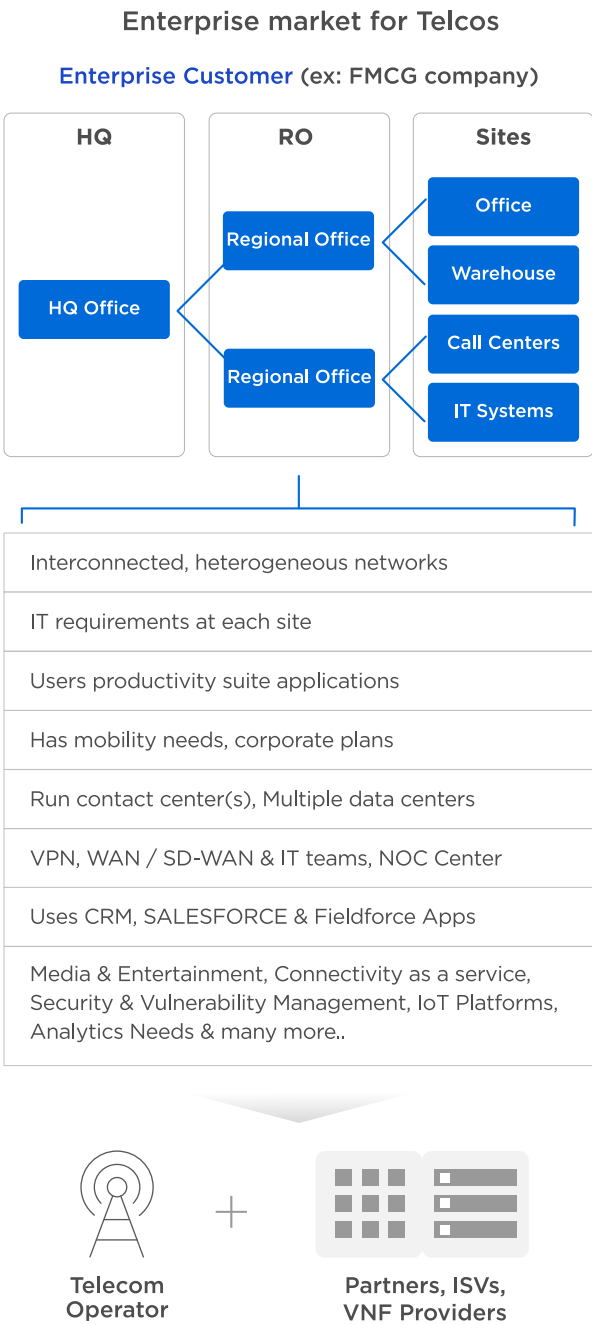 Enterprise market for Telcos
Enterprise Customer (ex: FMCG company)
HQ
RO
Sites
HQ Office
Regional Office
Regional Office
Office
Warehouse
Call Centers
IT Systems
Interconnected, heterogeneous networks
IT requirements at each site
Users productivity suite applications
Has mobility needs, corporate plans
Run contact center(s), Multiple data centers
VPN, WAN / SD-WAN & IT teams, NOC Center
Uses CRM, SALESFORCE & Fieldforce Apps
Media & Entertainment, Connectivity as a service,
Security & Vulnerability Management, IoT Platforms,
Analytics Needs & many more..
Telecom
Operator
+
Partners, ISVs,
VNF Providers